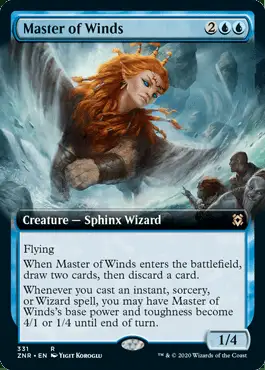 Master of Winds 2
Creature — Sphinx Wizard
Flying
When Master of Winds enters the battlefield,
draw two cards, then discard a card.
Whenever you cast an instant, sorcery,
or Wizard spell, you may have Master of
Winds's base power and toughness become
4/1 or 1/4 until end of turn.
1/4
331 R
ZNR • EN YIGIT KOROGLU
™ & © 2020 Wizards of the Coast